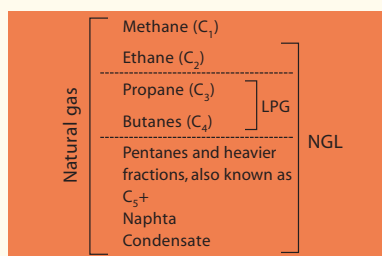 Natural gas
Methane (C1)
Ethane (C2)
Propane (C3)
Butanes (C4)
LPG
Pentanes and heavier
fractions, also known as
C5+
Naphta
Condensate
NGL